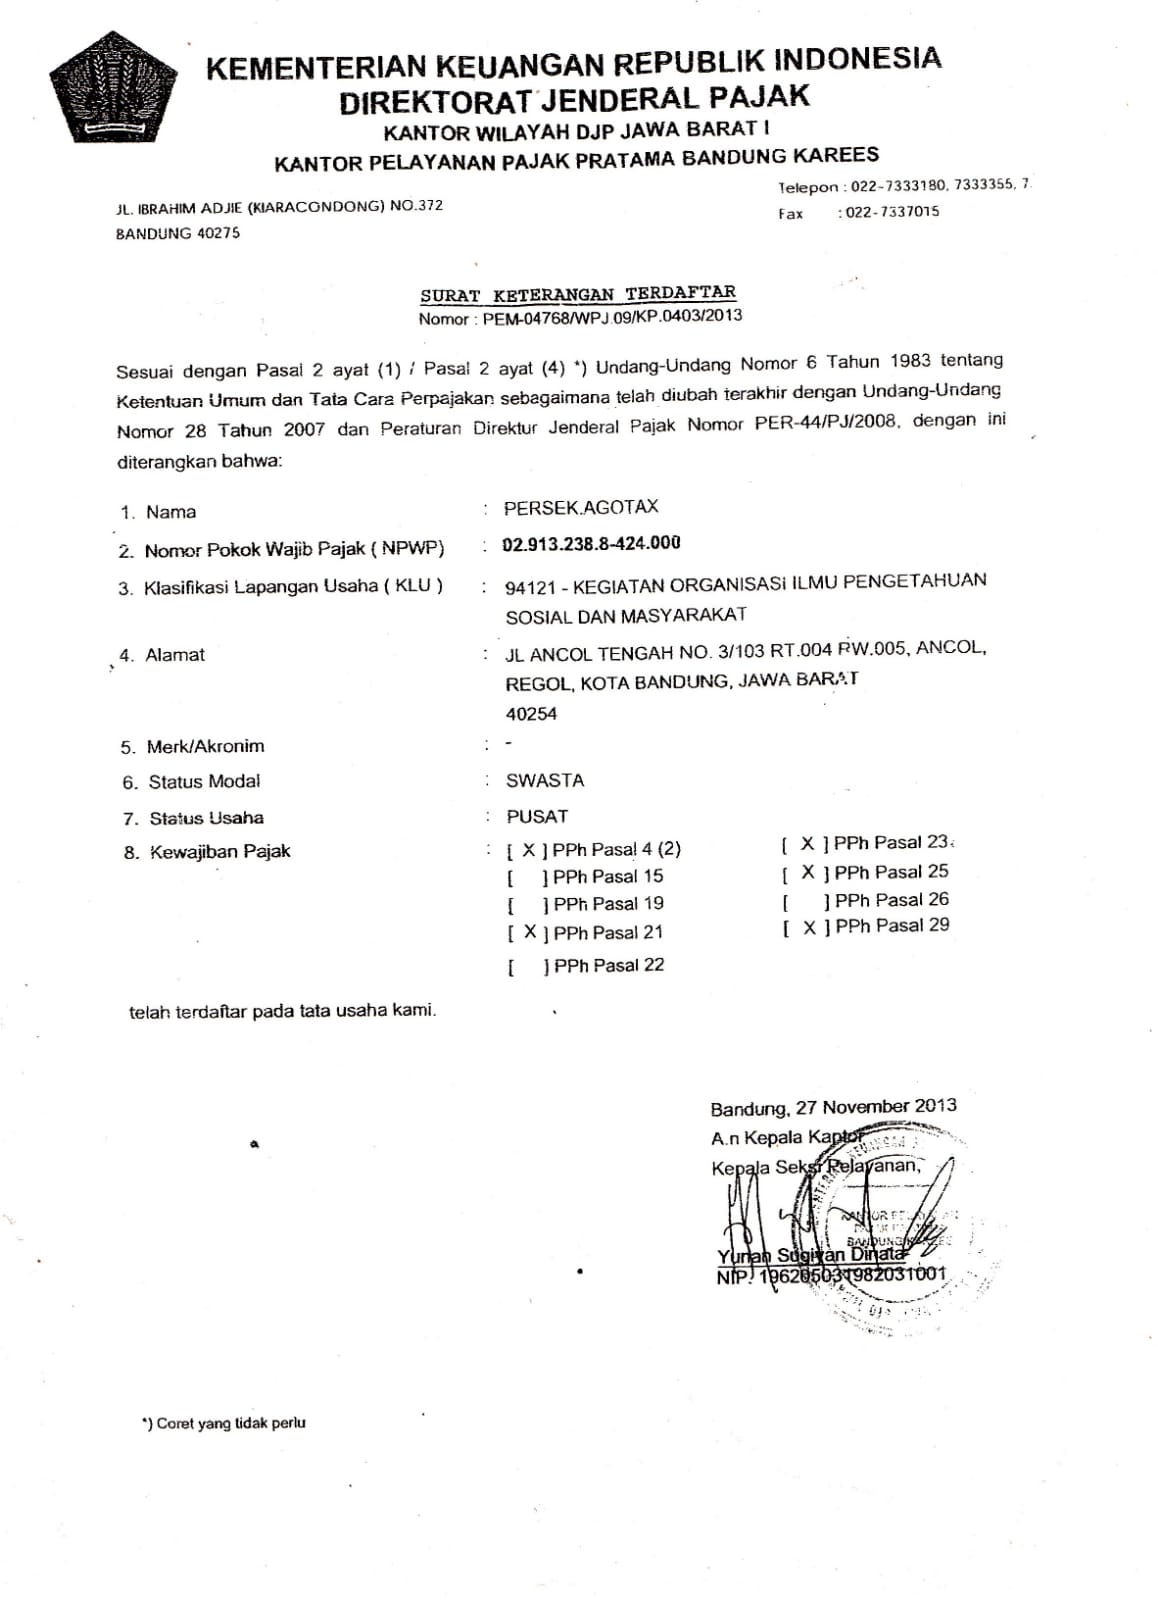 KEMENTERIAN KEUANGAN REPUBLIK INDONESIA
DIREKTORAT JENDERAL PAJAK
KANTOR WILAYAH DJP JAWA BARAT I
KANTOR PELAYANAN PAJAK PRATAMA BANDUNG KAREES
JL. IBRAHIM ADJIE (KIARACONDONG) NO.372
BANDUNG 40275
Telepon : 022-7333180, 7333355, 7
Fax : 022-7337015
SURAT KETERANGAN TERDAFTAR
Nomor : PEM-04768/WPJ.09/KP.0403/2013
Sesuai dengan Pasal 2 ayat (1) / Pasal 2 ayat (4) *) Undang-Undang Nomor 6 Tahun 1983 tentang
Ketentuan Umum dan Tata Cara Perpajakan sebagaimana telah diubah terakhir dengan Undang-Undang
Nomor 28 Tahun 2007 dan Peraturan Direktur Jenderal Pajak Nomor PER-44/PJ/2008, dengan ini
diterangkan bahwa:
1. Nama : PERSEK.AGOTAX
2. Nomor Pokok Wajib Pajak ( NPWP) : 02.913.238.8-424.000
3. Klasifikasi Lapangan Usaha ( KLU ) : 94121 - KEGIATAN ORGANISASI ILMU PENGETAHUAN
SOSIAL DAN MASYARAKAT
4. Alamat : JL ANCOL TENGAH NO. 3/103 RT.004 RW.005, ANCOL,
REGOL, KOTA BANDUNG, JAWA BARAT
40254
5. Merk/Akronim : -
6. Status Modal : SWASTA
7. Status Usaha : PUSAT
8. Kewajiban Pajak : [ X ] PPh Pasal 4 (2) [ X ] PPh Pasal 23
[ ] PPh Pasal 15 [ X ] PPh Pasal 25
[ ] PPh Pasal 19 [ ] PPh Pasal 26
[ X ] PPh Pasal 21 [ X ] PPh Pasal 29
[ ] PPh Pasal 22
telah terdaftar pada tata usaha kami.
Bandung, 27 November 2013
A.n Kepala Kantor
Kepala Seksi Pelayanan,
Yunan Sugiyan Dinata
NIP. 196205031982031001
*) Coret yang tidak perlu